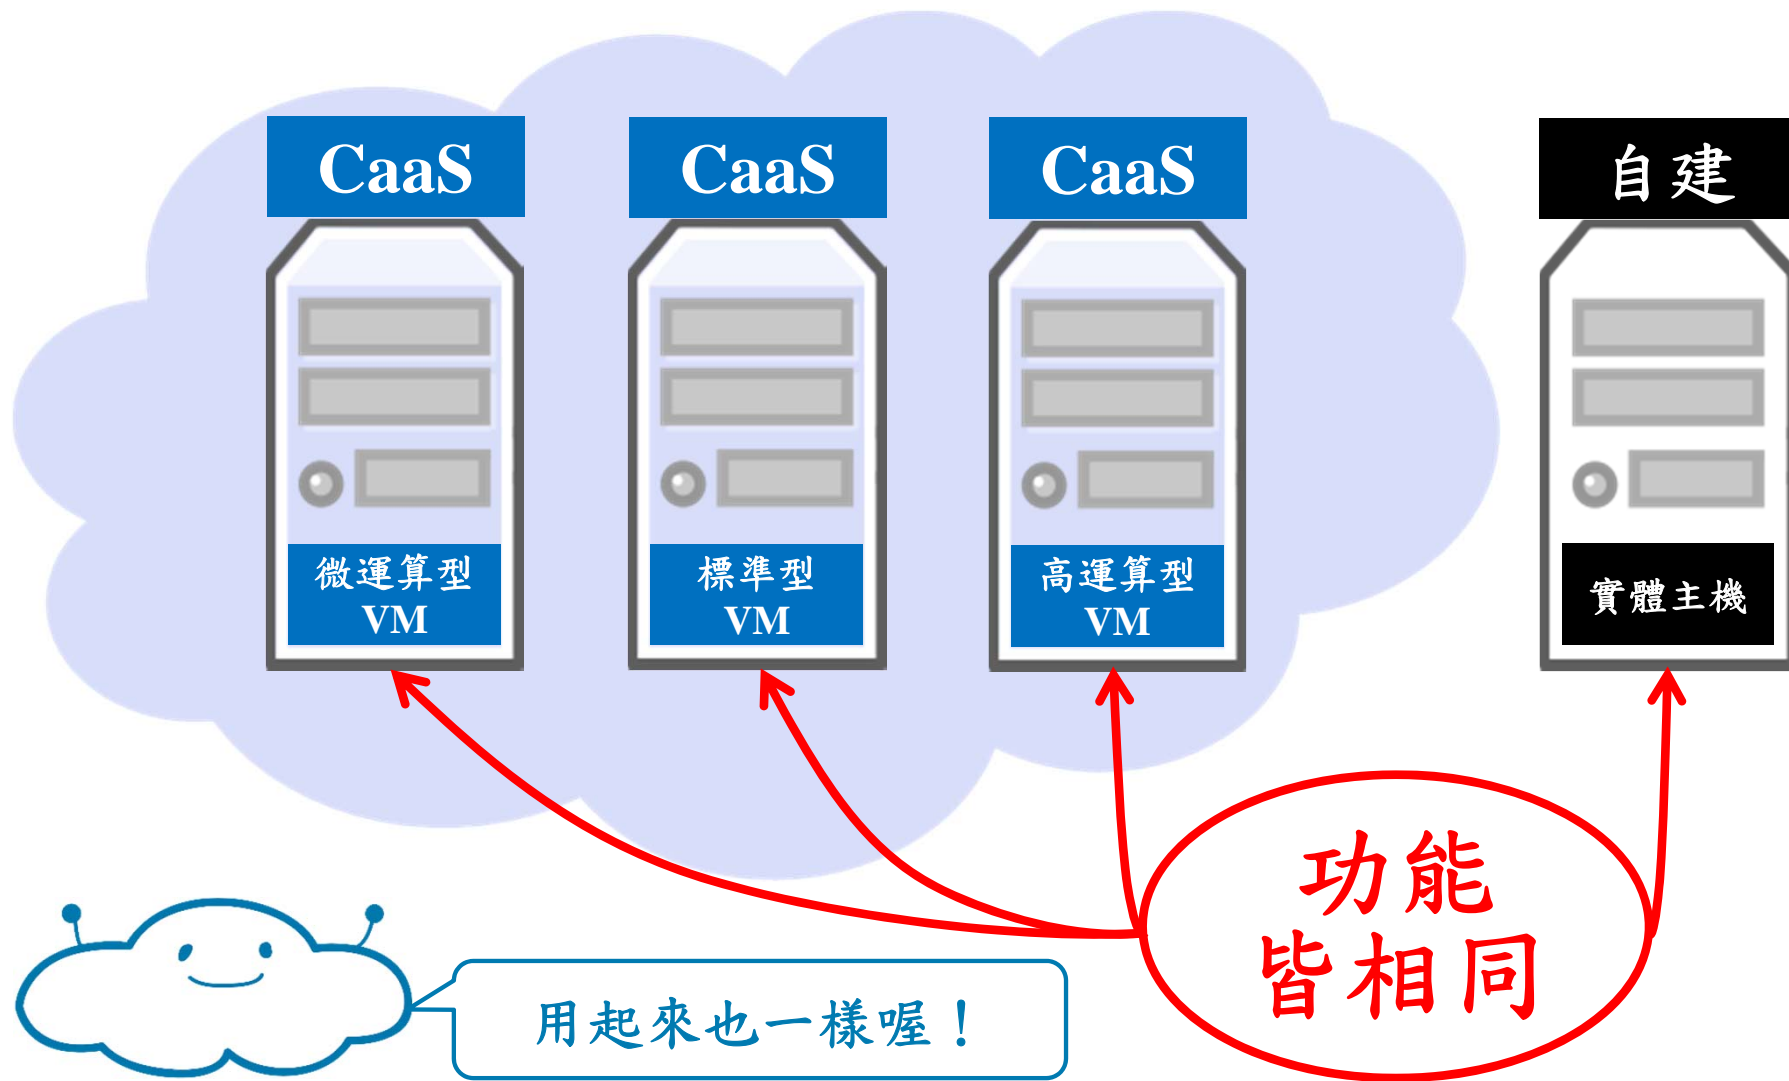 CaaS
CaaS
CaaS
自建
微運算型
VM
標準型
VM
高運算型
VM
實體主機
功能
皆相同
用起來也一樣喔！